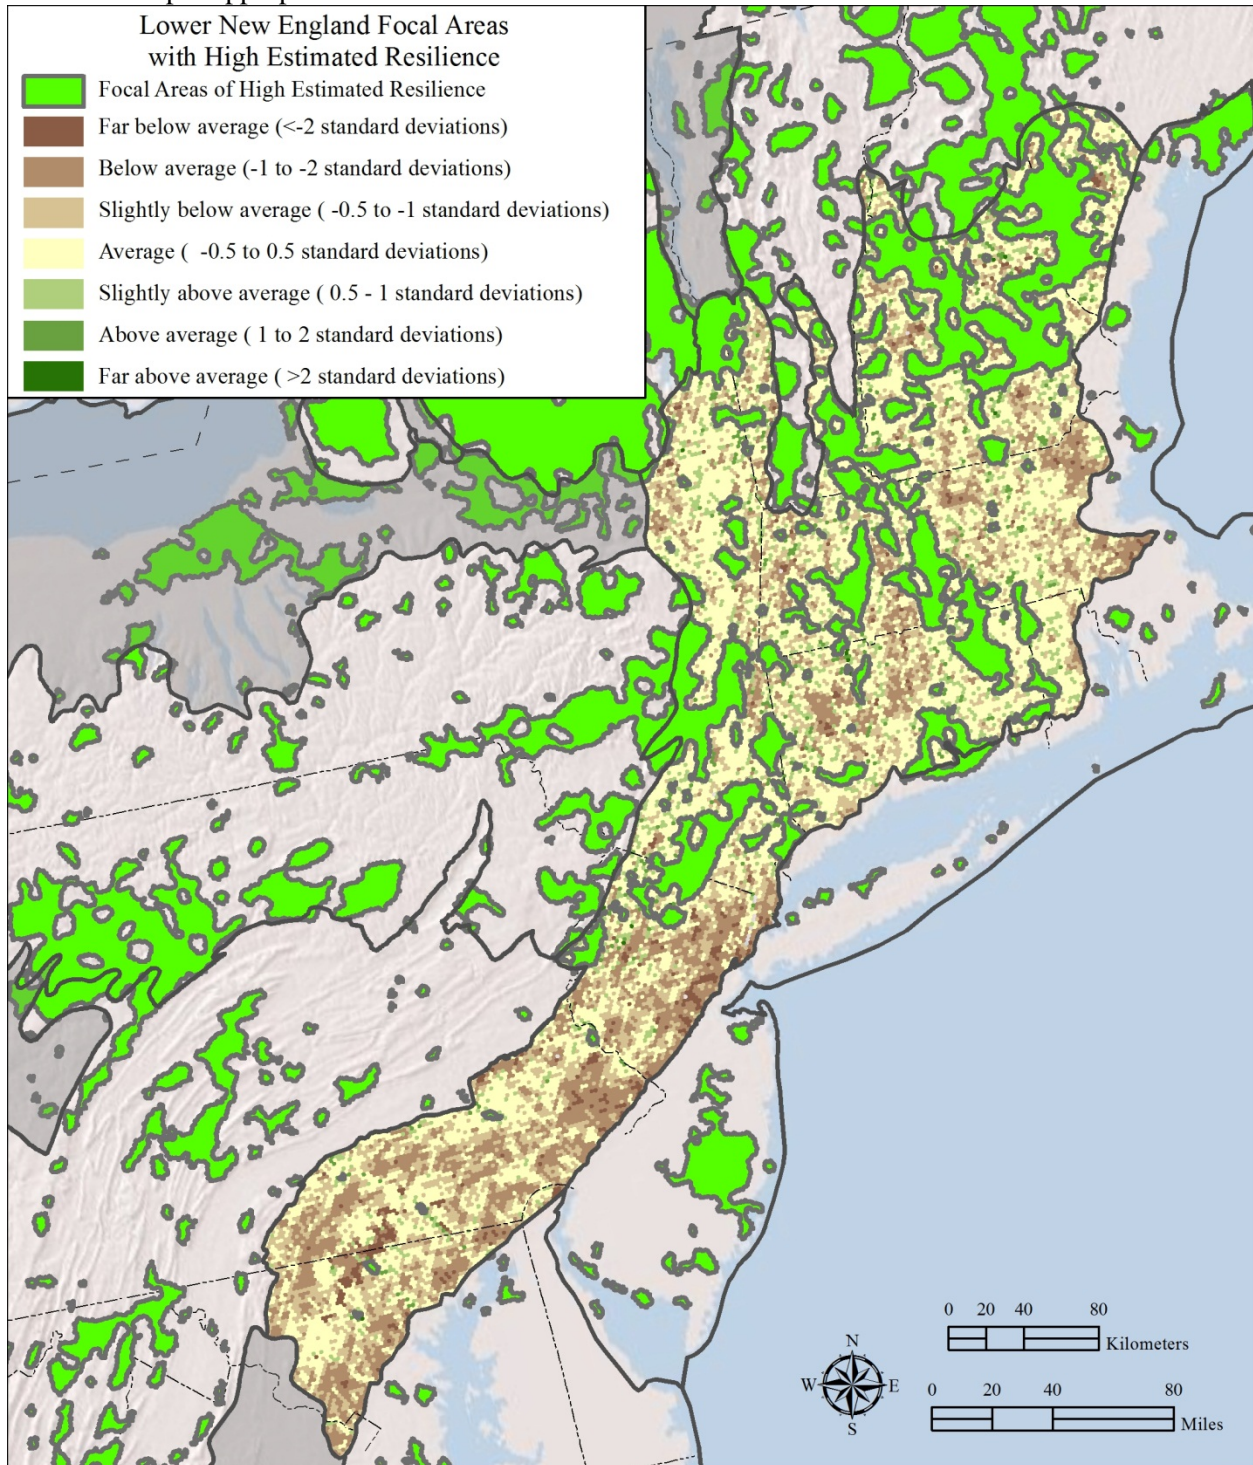 Lower New England Focal Areas
with High Estimated Resilience
Focal Areas of High Estimated Resilience
Far below average (<-2 standard deviations)
Below average (-1 to -2 standard deviations)
Slightly below average ( -0.5 to -1 standard deviations)
Average ( -0.5 to 0.5 standard deviations)
Slightly above average ( 0.5 - 1 standard deviations)
Above average ( 1 to 2 standard deviations)
Far above average ( >2 standard deviations)
0 20 40 80
Kilometers
N
W E
S
0 20 40 80
Miles